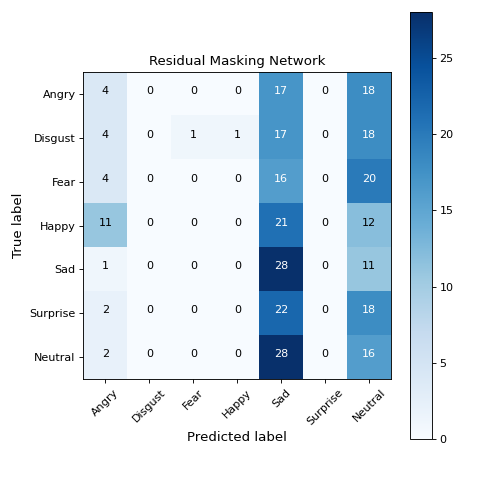 Residual Masking Network
True label
Angry 4 0 0 0 17 0 18
Disgust 4 0 1 1 17 0 18
Fear 4 0 0 0 16 0 20
Happy 11 0 0 0 21 0 12
Sad 1 0 0 0 28 0 11
Surprise 2 0 0 0 22 0 18
Neutral 2 0 0 0 28 0 16
Angry Disgust Fear Happy Sad Surprise Neutral
Predicted label
25
20
15
10
5
0